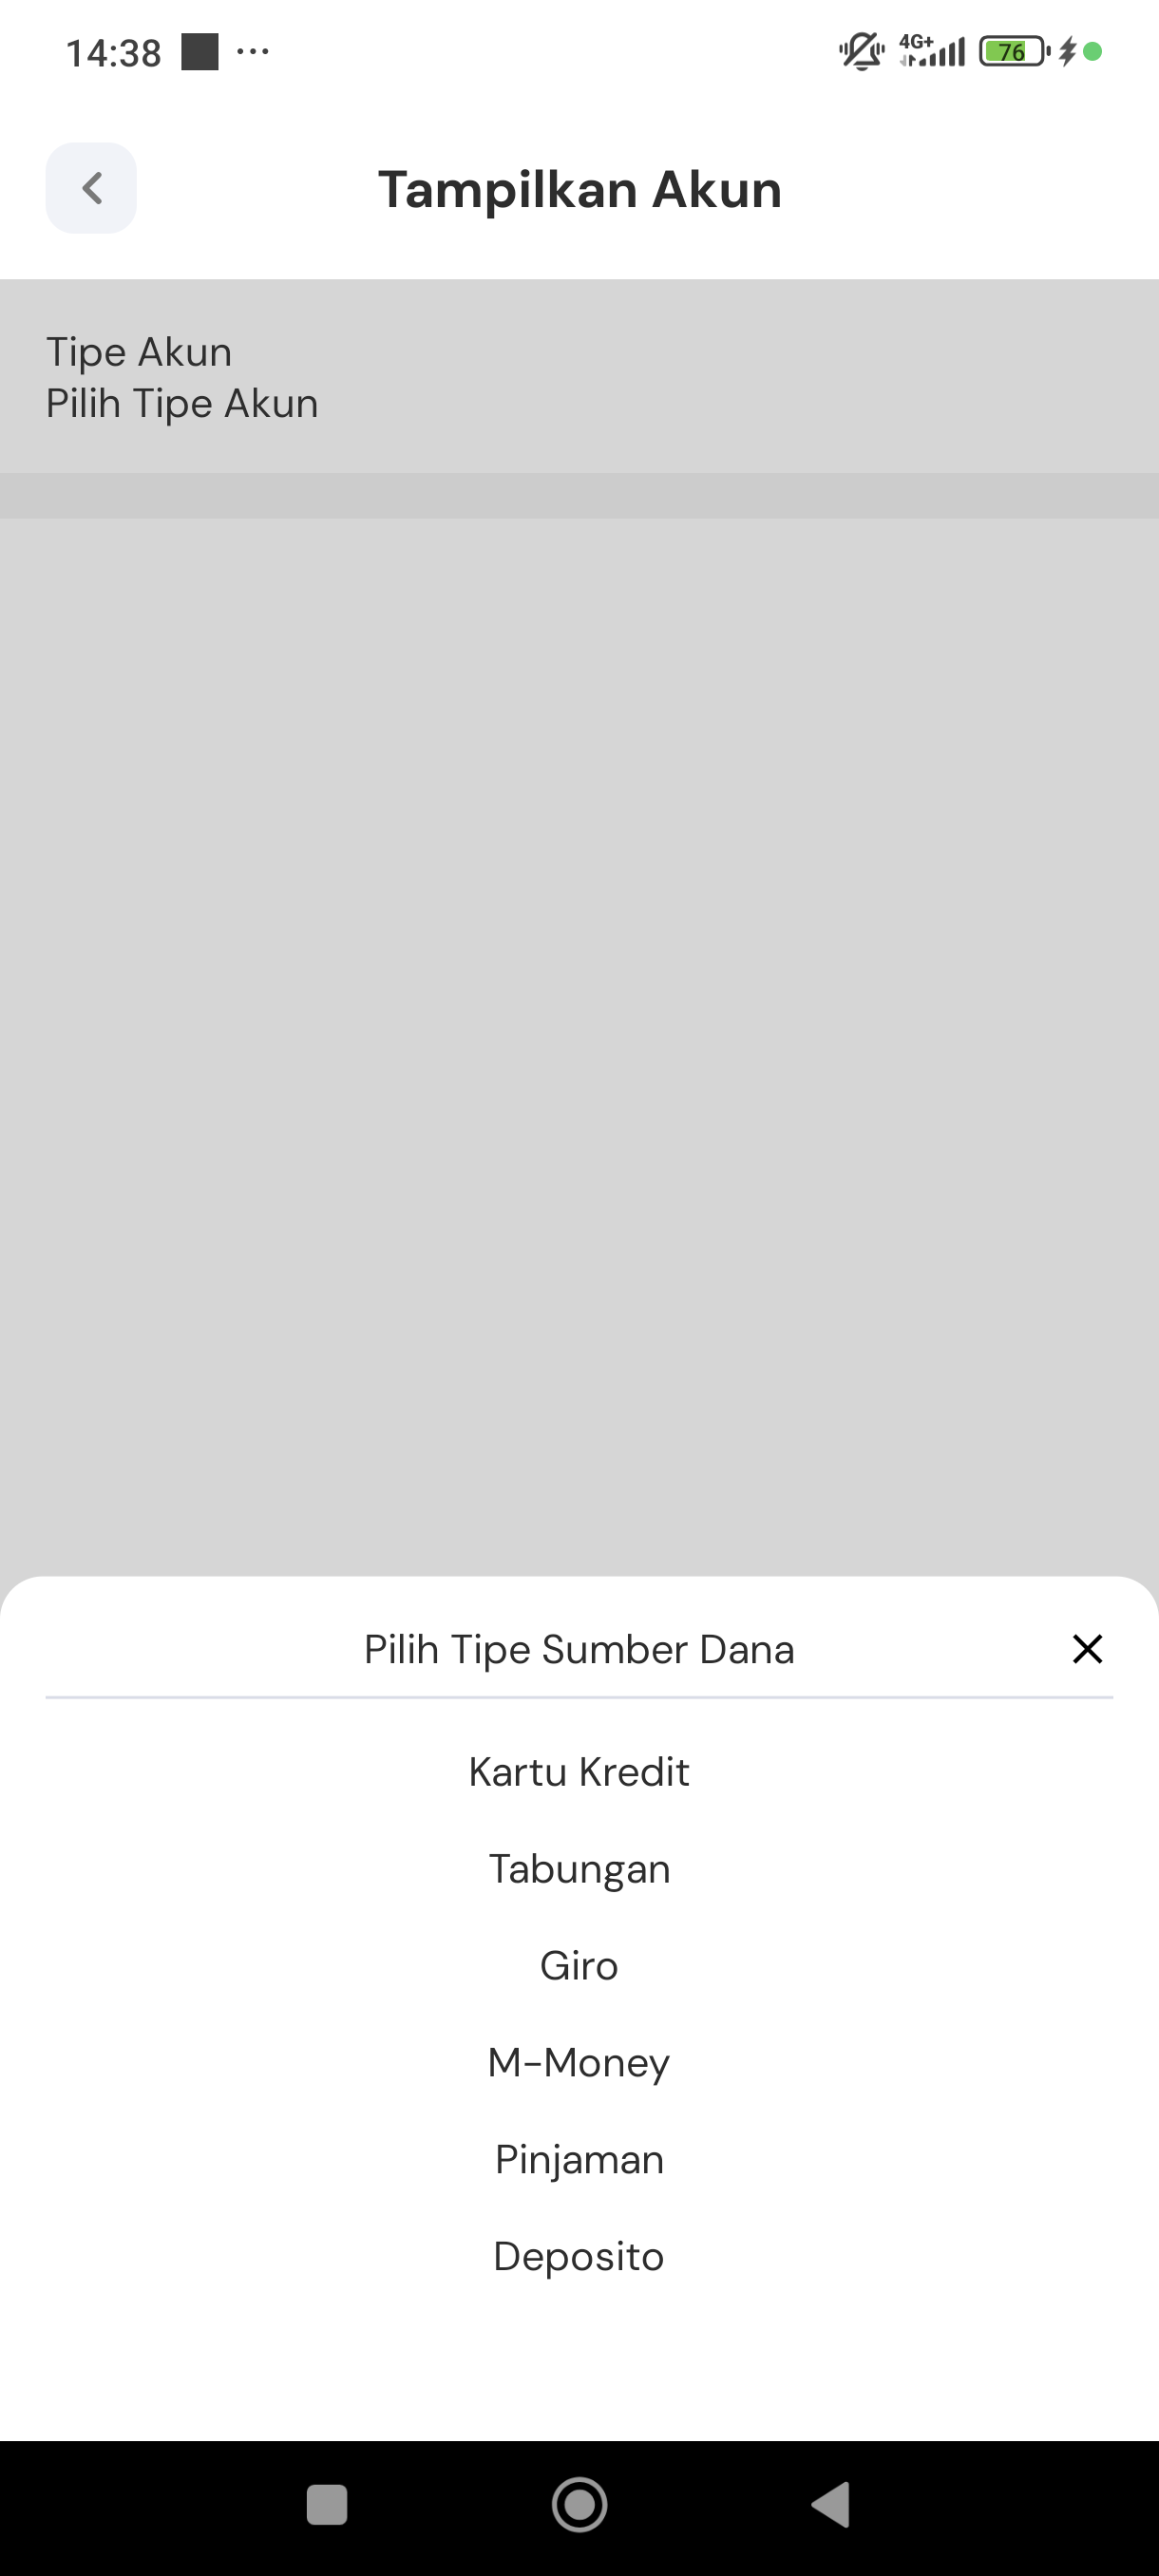 14:38 ...
4G+ 76
Tampilkan Akun
Tipe Akun
Pilih Tipe Akun
Pilih Tipe Sumber Dana
Kartu Kredit
Tabungan
Giro
M-Money
Pinjaman
Deposito